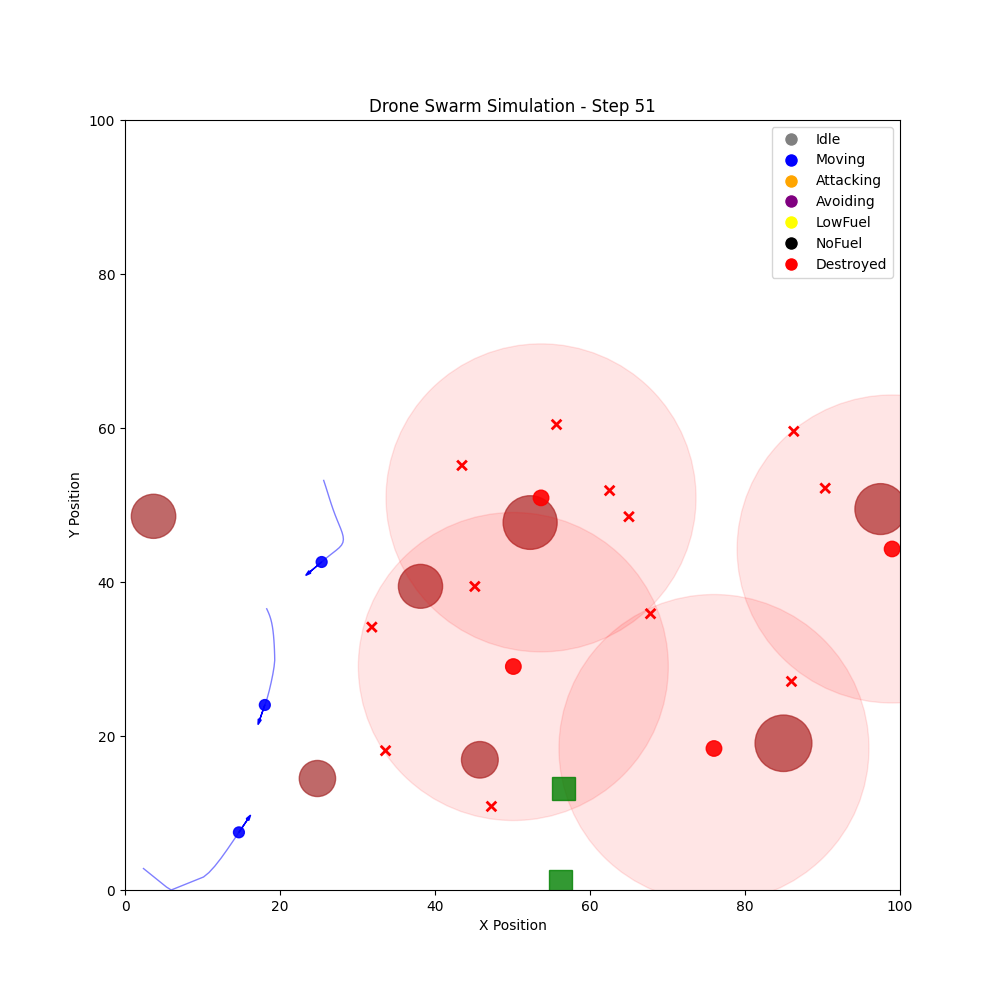 Drone Swarm Simulation - Step 51
Idle
Moving
Attacking
Avoiding
LowFuel
NoFuel
Destroyed
100
80
60
40
20
0
Y Position
0 20 40 60 80 100
X Position